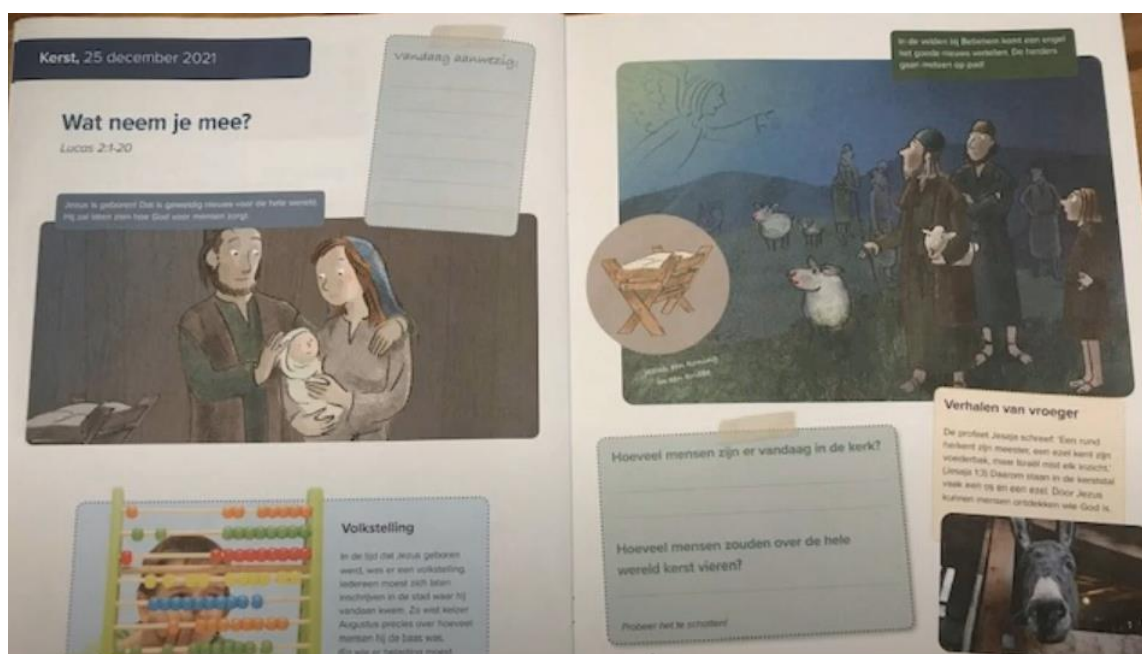 Kerst, 25 december 2021
Wat neem je mee?
Lucas 2:1-20
vandaag aanwezig:
Jezus is geboren! Dat is geweldig nieuws voor de hele wereld.
Hij zal laten zien hoe God voor mensen zorgt.
Volkstelling
In de tijd dat Jezus geboren
werd, was er een volkstelling.
Iedereen moest zich laten
inschrijven in de stad waar hij
vandaan kwam. Zo wist keizer
Augustus precies over hoeveel
mensen hij de baas was.
In de velden bij Betlehem komt een engel
het goede nieuws vertellen. De herders
gaan meteen op pad!
Hoeveel mensen zijn er vandaag in de kerk?
Hoeveel mensen zouden over de hele
wereld kerst vieren?
Probeer het te schatten!
Verhalen van vroeger
De profeet Jesaja schreef: 'Een rund
herkent zijn meester, een ezel kent zijn
voederbak, maar Israël mist elk inzicht.'
(Jesaja 1:3) Daarom staan in de kerststal
vaak een os en een ezel. Door Jezus
kunnen mensen ontdekken wie God is.